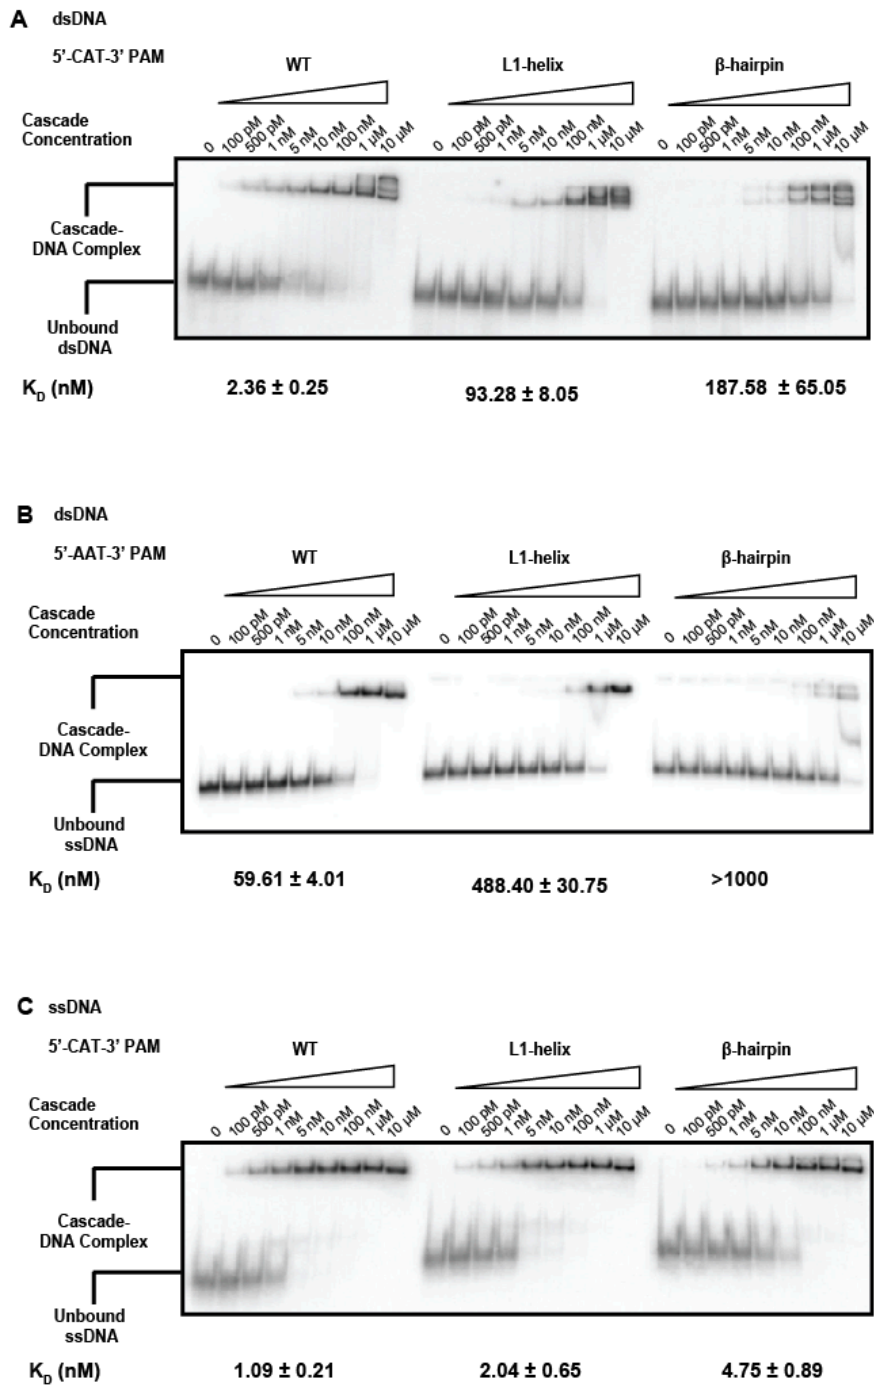 A dsDNA
5'-CAT-3' PAM
WT L1-helix β-hairpin
Cascade
Concentration
0 100 pM 500 pM 1 nM 5 nM 10 nM 100 nM 1 µM 10 µM 0 100 pM 500 pM 1 nM 5 nM 10 nM 100 nM 1 µM 10 µM 0 100 pM 500 pM 1 nM 5 nM 10 nM 100 nM 1 µM 10 µM
Cascade-
DNA Complex
Unbound
dsDNA
KD (nM) 2.36 ± 0.25 93.28 ± 8.05 187.58 ± 65.05
B dsDNA
5'-AAT-3' PAM
WT L1-helix β-hairpin
Cascade
Concentration
0 100 pM 500 pM 1 nM 5 nM 10 nM 100 nM 1 µM 10 µM 0 100 pM 500 pM 1 nM 5 nM 10 nM 100 nM 1 µM 10 µM 0 100 pM 500 pM 1 nM 5 nM 10 nM 100 nM 1 µM 10 µM
Cascade-
DNA Complex
Unbound
ssDNA
KD (nM) 59.61 ± 4.01 488.40 ± 30.75 >1000
C ssDNA
5'-CAT-3' PAM
WT L1-helix β-hairpin
Cascade
Concentration
0 100 pM 500 pM 1 nM 5 nM 10 nM 100 nM 1 µM 10 µM 0 100 pM 500 pM 1 nM 5 nM 10 nM 100 nM 1 µM 10 µM 0 100 pM 500 pM 1 nM 5 nM 10 nM 100 nM 1 µM 10 µM
Cascade-
DNA Complex
Unbound
ssDNA
KD (nM) 1.09 ± 0.21 2.04 ± 0.65 4.75 ± 0.89